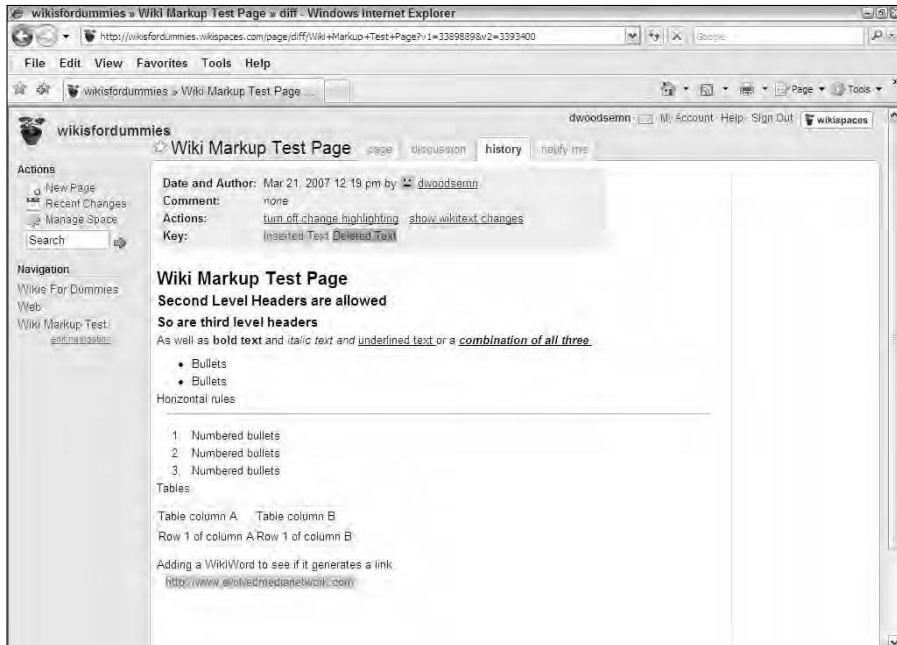 wikisfordummies » Wiki Markup Test Page » diff - Windows Internet Explorer
http://wikisfordummies.wikispaces.com/page/diff/Wiki+Markup+Test+Page?v1=3389889&v2=3393400
Google
File Edit View Favorites Tools Help
wikisfordummies » Wiki Markup Test Page ...
Page Tools
dwoodsemn My Account Help Sign Out wikispaces
wikisfordummies
Wiki Markup Test Page page discussion history notify me
Actions
New Page
Recent Changes
Manage Space
Search
Navigation
Wikis For Dummies
Web
Wiki Markup Test
edit navigation
Date and Author: Mar 21, 2007 12:19 pm by dwoodsemn
Comment: none
Actions: turn off change highlighting show wikitext changes
Key: Inserted Text Deleted Text
Wiki Markup Test Page
Second Level Headers are allowed
So are third level headers
As well as bold text and italic text and underlined text or a combination of all three
• Bullets
• Bullets
Horizontal rules
1. Numbered bullets
2. Numbered bullets
3. Numbered bullets
Tables
Table column A Table column B
Row 1 of column A Row 1 of column B
Adding a WikiWord to see if it generates a link
http://www.evolvedmedianetwork.com